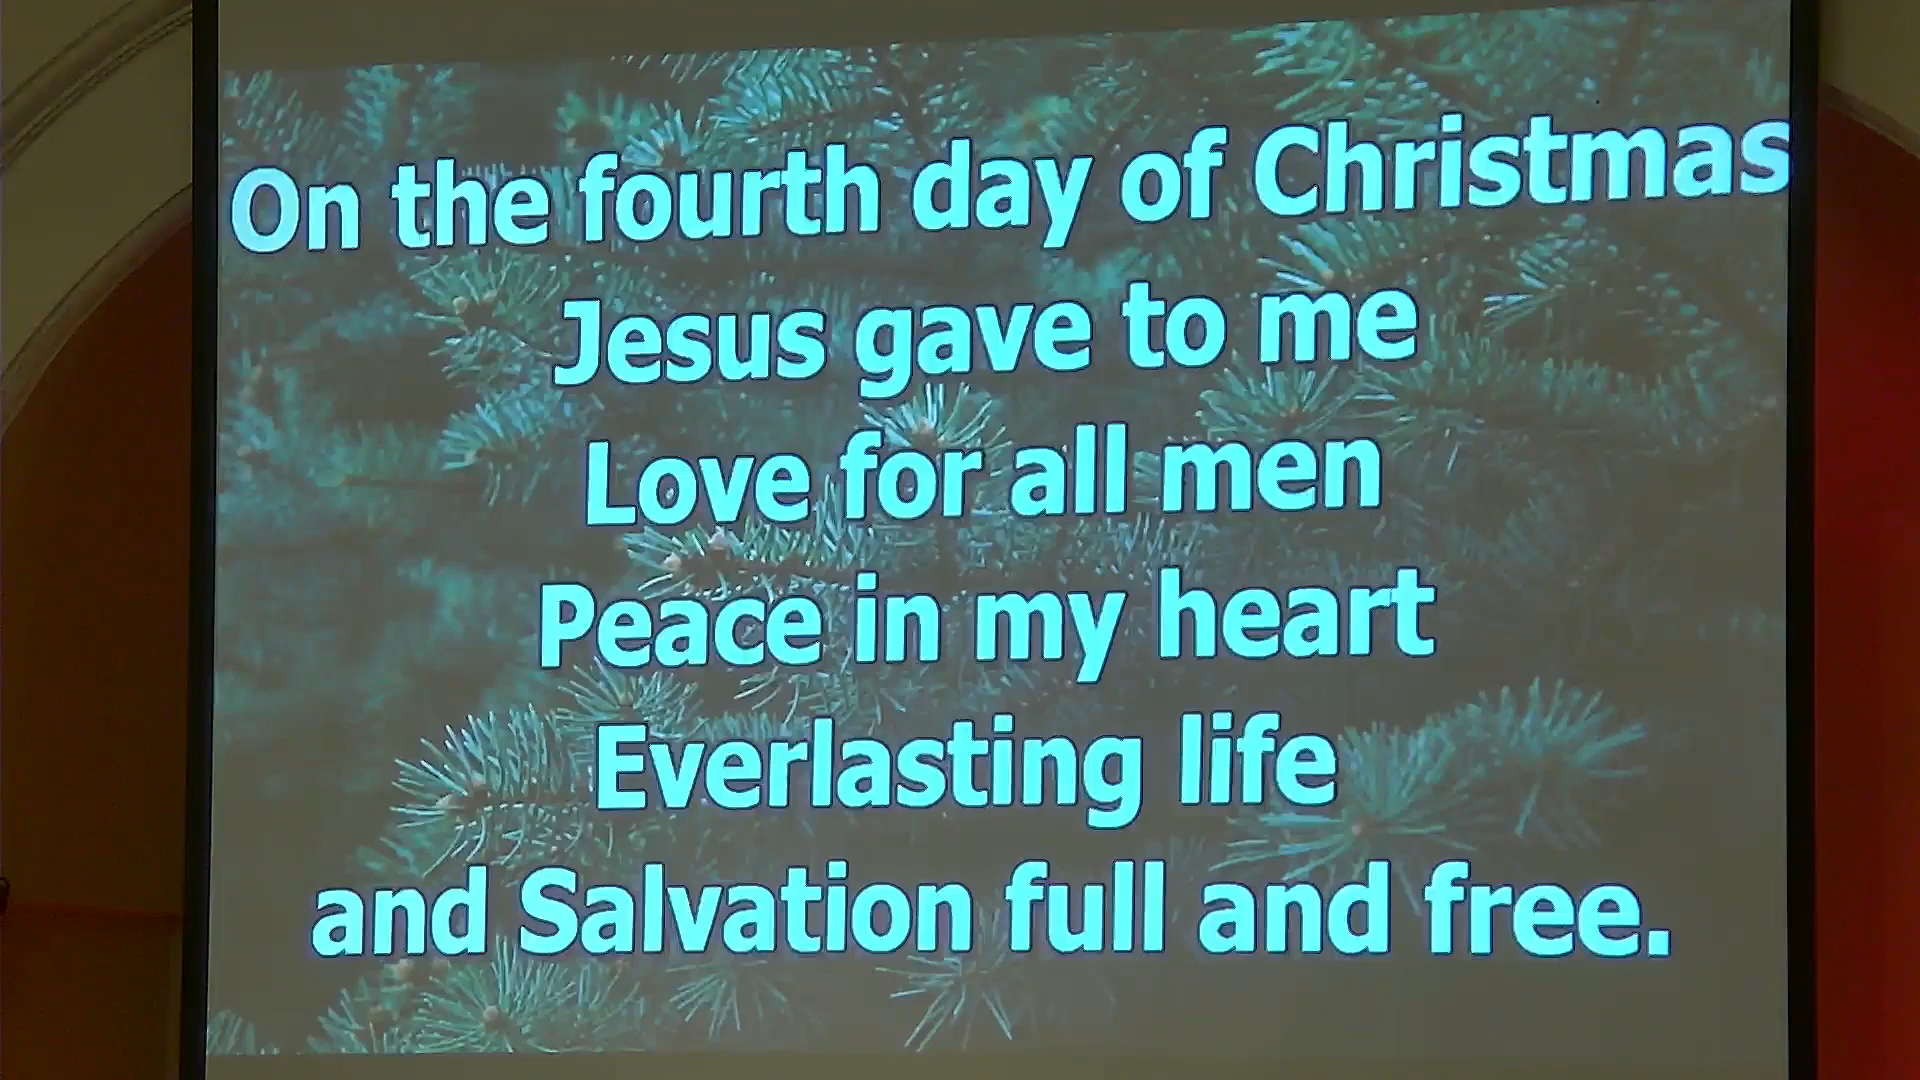 On the fourth day of Christmas
Jesus gave to me
Love for all men
Peace in my heart
Everlasting life
and Salvation full and free.